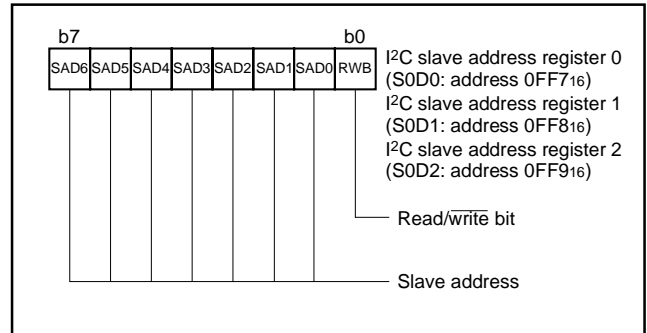 b7 b0
SAD6 SAD5 SAD4 SAD3 SAD2 SAD1 SAD0 RWB
I2C slave address register 0
(S0D0: address 0FF716)
I2C slave address register 1
(S0D1: address 0FF816)
I2C slave address register 2
(S0D2: address 0FF916)
Read/write bit
Slave address